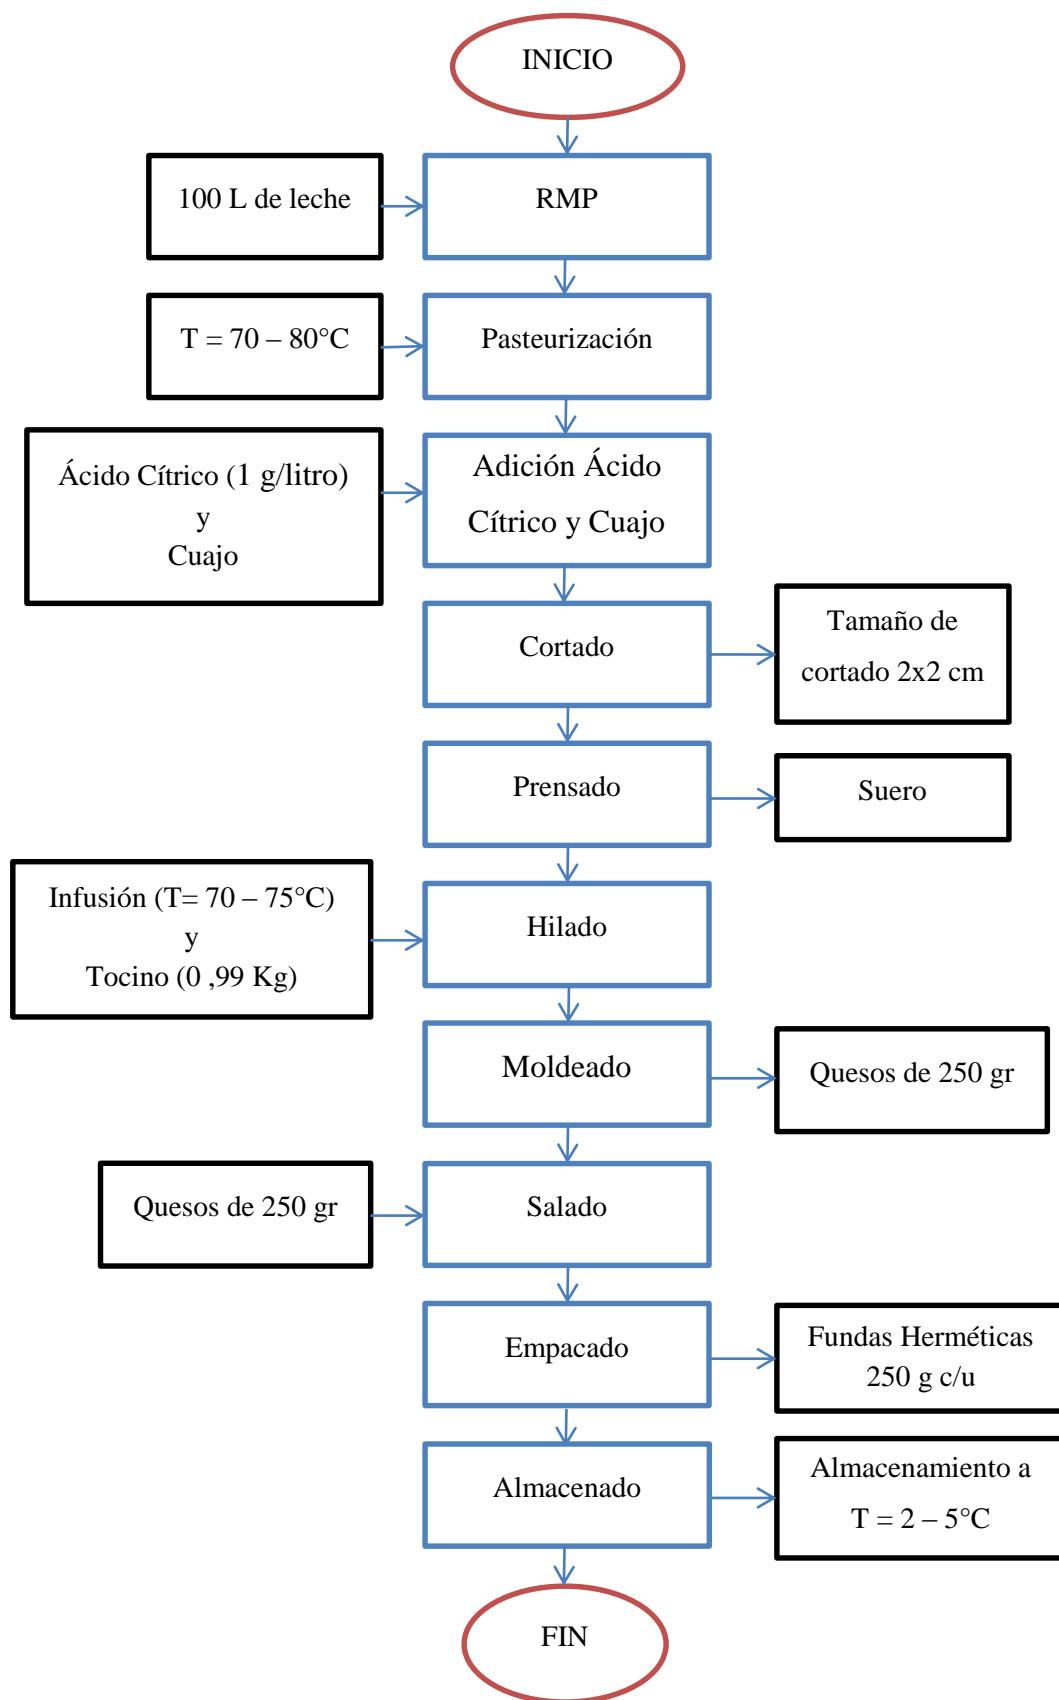 INICIO
100 L de leche
RMP
T = 70 – 80°C
Pasteurización
Ácido Cítrico (1 g/litro)
y
Cuajo
Adición Ácido
Cítrico y Cuajo
Cortado
Tamaño de
cortado 2x2 cm
Prensado
Suero
Infusión (T= 70 – 75°C)
y
Tocino (0 ,99 Kg)
Hilado
Moldeado
Quesos de 250 gr
Quesos de 250 gr
Salado
Empacado
Fundas Herméticas
250 g c/u
Almacenado
Almacenamiento a
T = 2 – 5°C
FIN